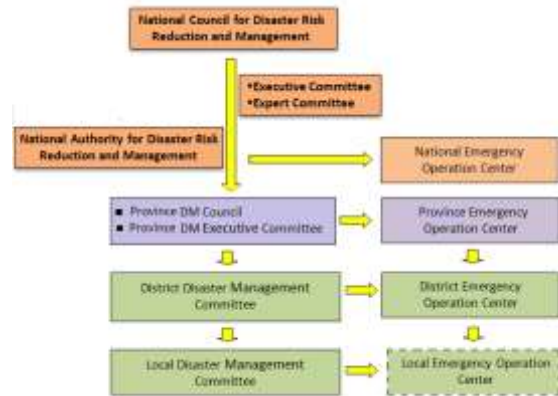 National Council for Disaster Risk
Reduction and Management
▪Executive Committee
▪Expert Committee
National Authority for Disaster Risk
Reduction and Management
National Emergency
Operation Center
▪ Province DM Council
▪ Province DM Executive Committee
Province Emergency
Operation Center
District Disaster Management
Committee
District Emergency
Operation Center
Local Disaster Management
Committee
Local Emergency Operation
Center